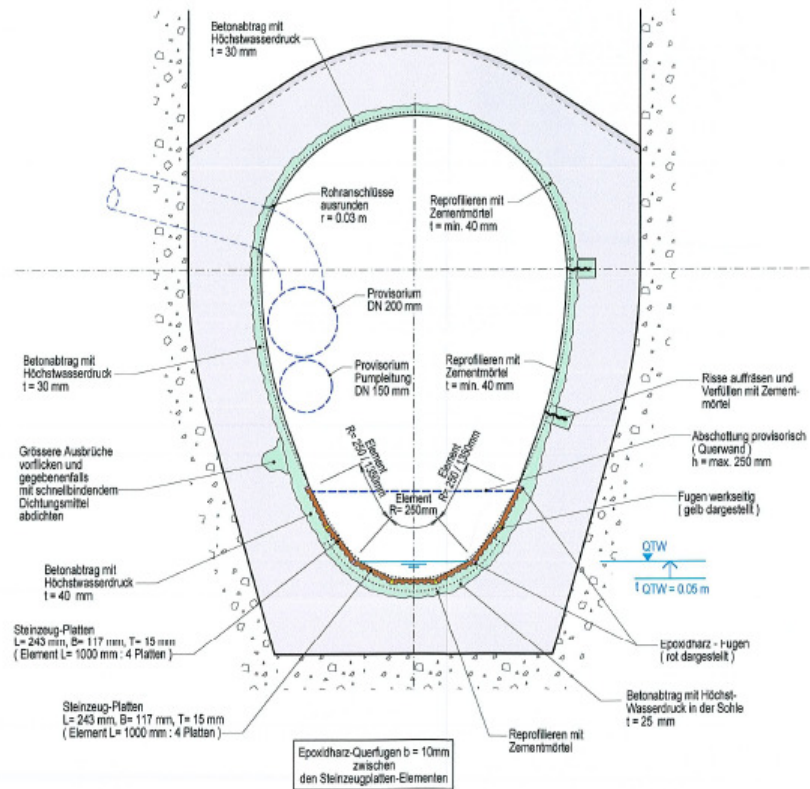 Betonabtrag mit
Höchstwasserdruck
t = 30 mm
Rohranschlüsse
ausrunden
r = 0.03 m
Reprofilieren mit
Zementmörtel
t = min. 40 mm
Provisorium
DN 200 mm
Betonabtrag mit
Höchstwasserdruck
t = 30 mm
Provisorium
Pumpleitung
DN 150 mm
Reprofilieren mit
Zementmörtel
t = min. 40 mm
Risse auffräsen und
Verfüllen mit Zement-
mörtel
Grössere Ausbrüche
vorflicken und
gegebenenfalls
mit schnellbindendem
Dichtungsmittel
abdichten
Element
R= 250 / 1350mm
Element
R= 250 / 1350mm
Element
R= 250mm
Abschottung provisorisch
( Querwand )
h = max. 250 mm
Fugen werkseitig
( gelb dargestellt )
QTW
t QTW = 0.05 m
Betonabtrag mit
Höchstwasserdruck
t = 40 mm
Steinzeug-Platten
L= 243 mm, B= 117 mm, T= 15 mm
( Element L= 1000 mm : 4 Platten )
Epoxidharz - Fugen
( rot dargestellt )
Steinzeug-Platten
L= 243 mm, B= 117 mm, T= 15 mm
( Element L= 1000 mm : 4 Platten )
Betonabtrag mit Höchst-
Wasserdruck in der Sohle
t = 25 mm
Reprofilieren mit
Zementmörtel
Epoxidharz-Querfugen b = 10mm
zwischen
den Steinzeugplatten-Elementen